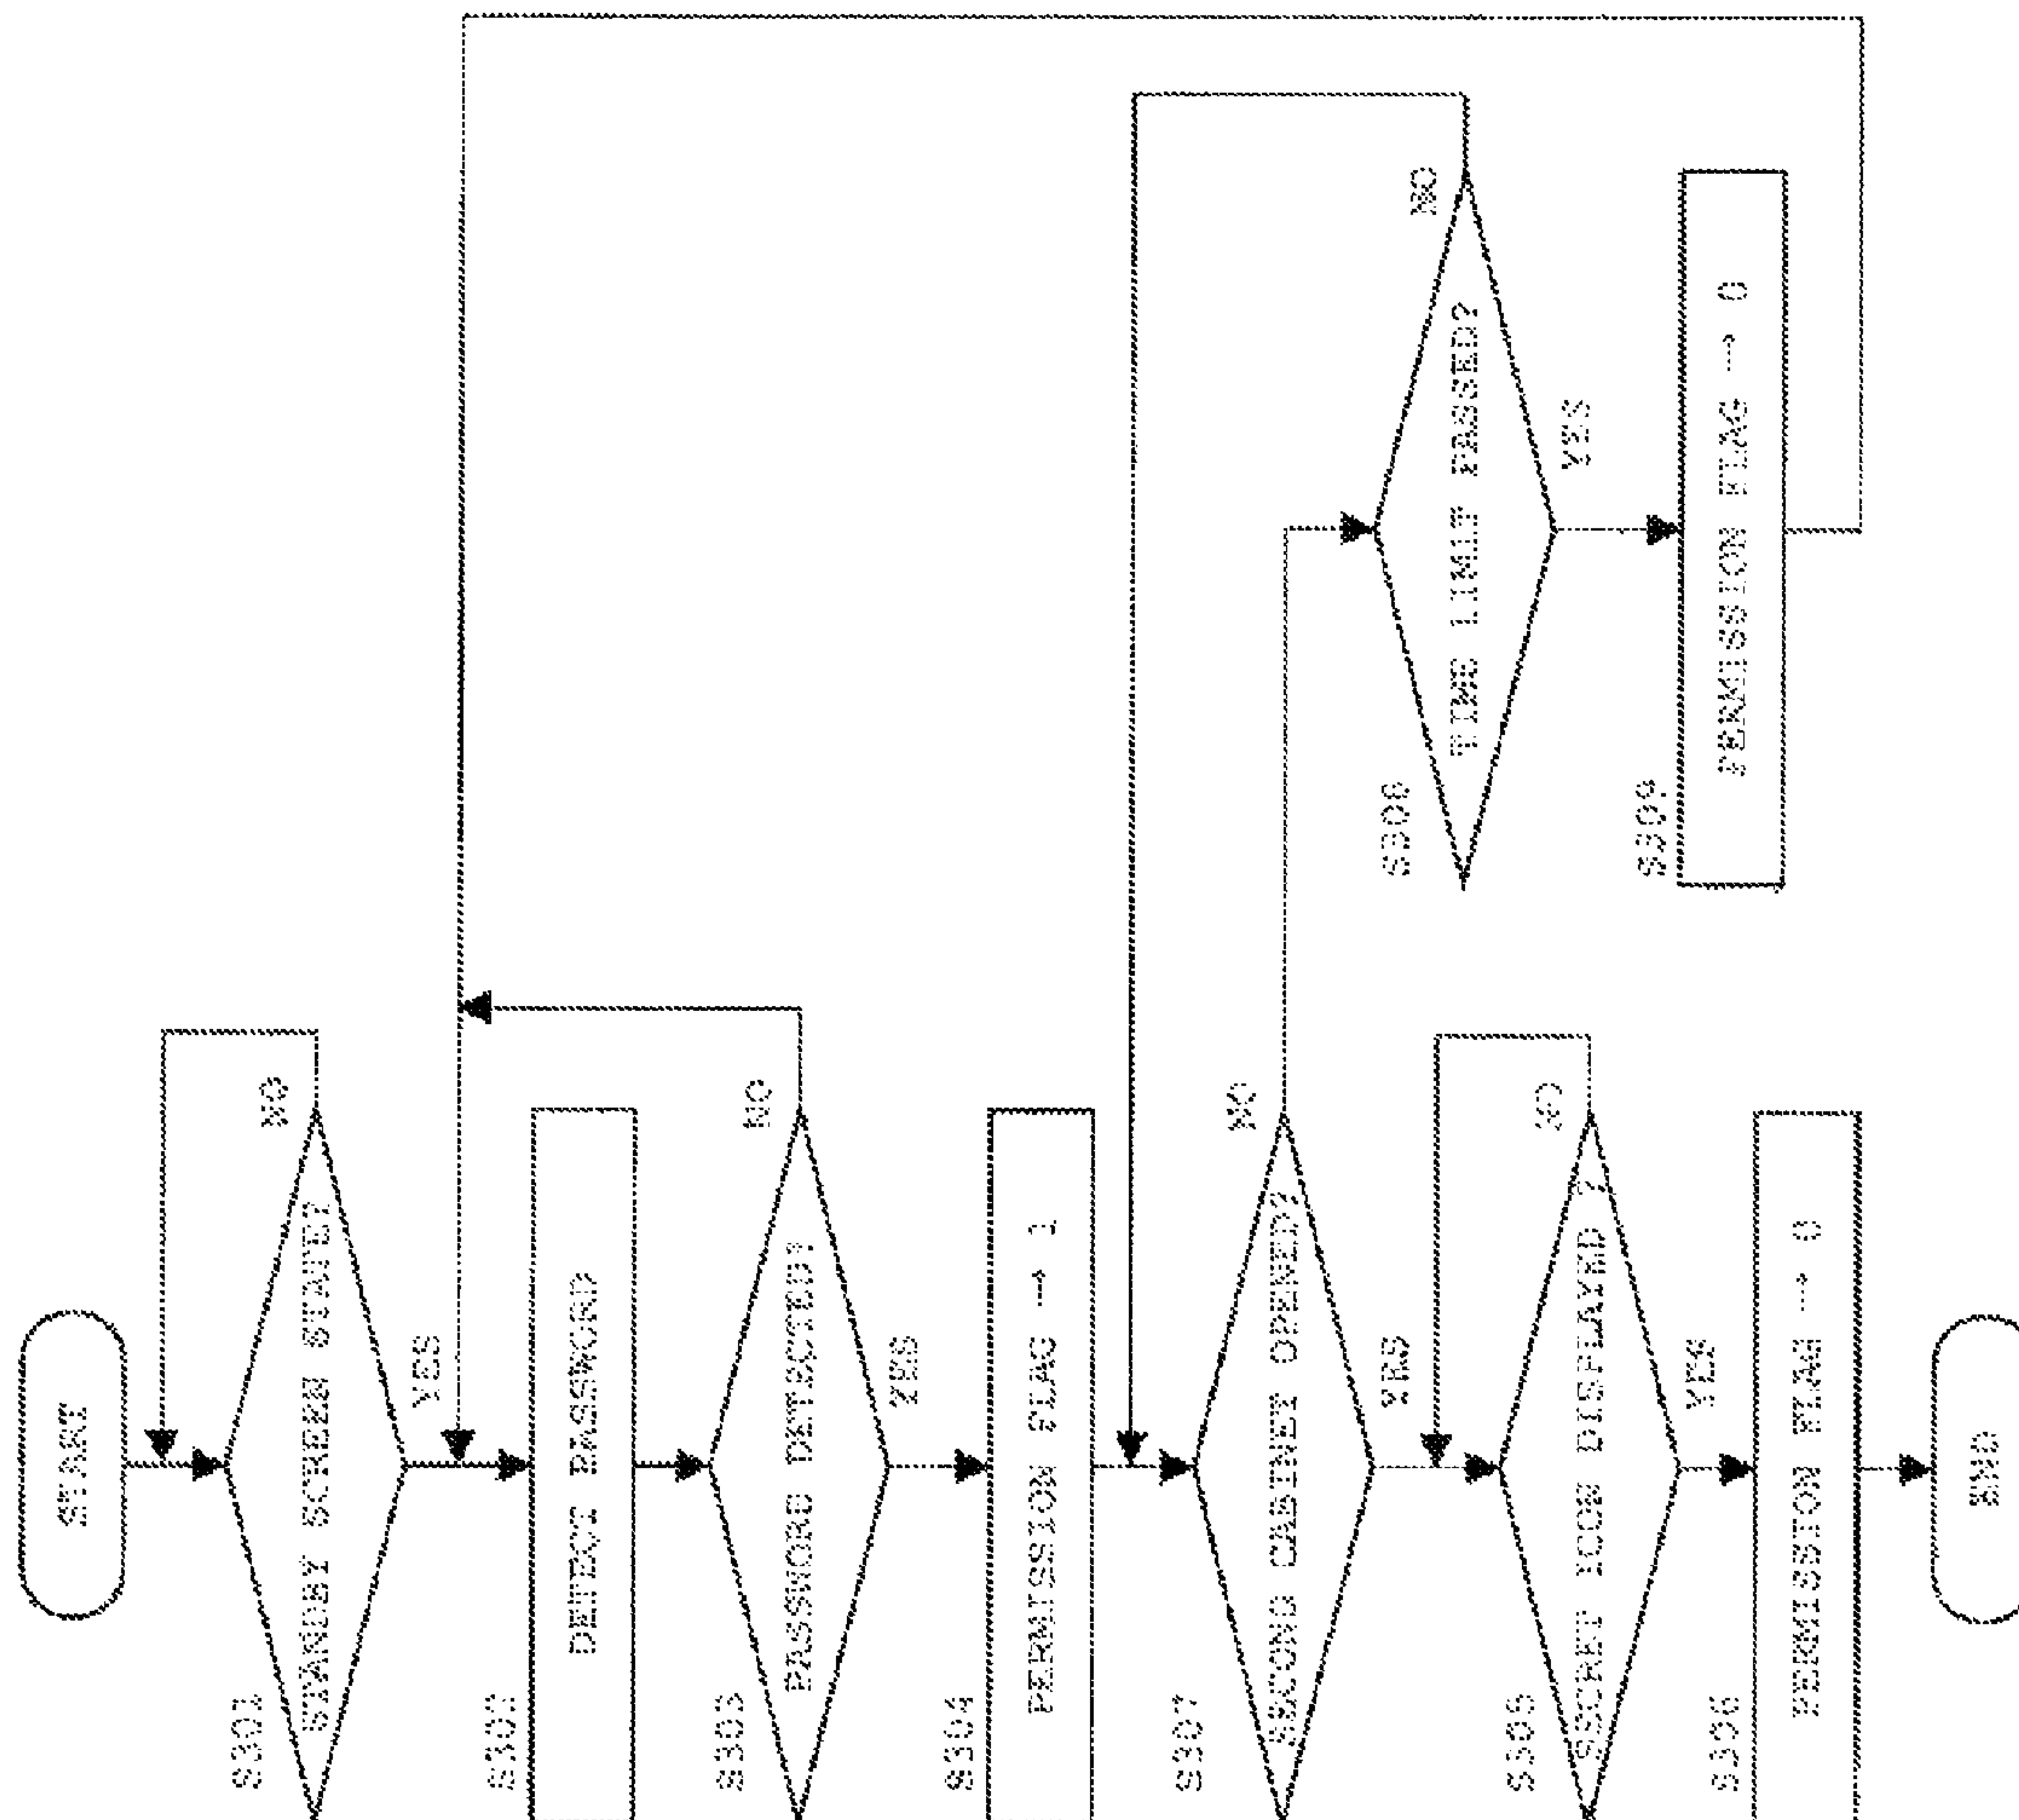 START
S301
STANDBY SCREEN STATE?
NO
YES
S302
DETECT PASSWORD
S303
PASSWORD DETECTED?
NO
YES
S304
PERMISSION FLAG → 1
S307
SECOND CABINET OPENED?
NO
YES
S308
TIME LIMIT PASSED?
NO
YES
S309
PERMISSION FLAG → 0
S305
SECRET ICON DISPLAYED ?
NO
YES
S306
PERMISSION FLAG → 0
END